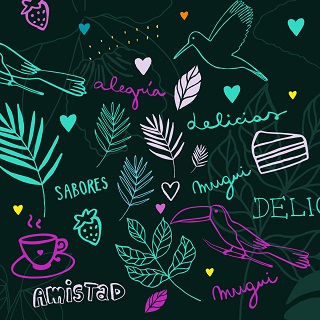 alegría
delicias
SABORES
mugui
DELIC
AMISTAD
mugui